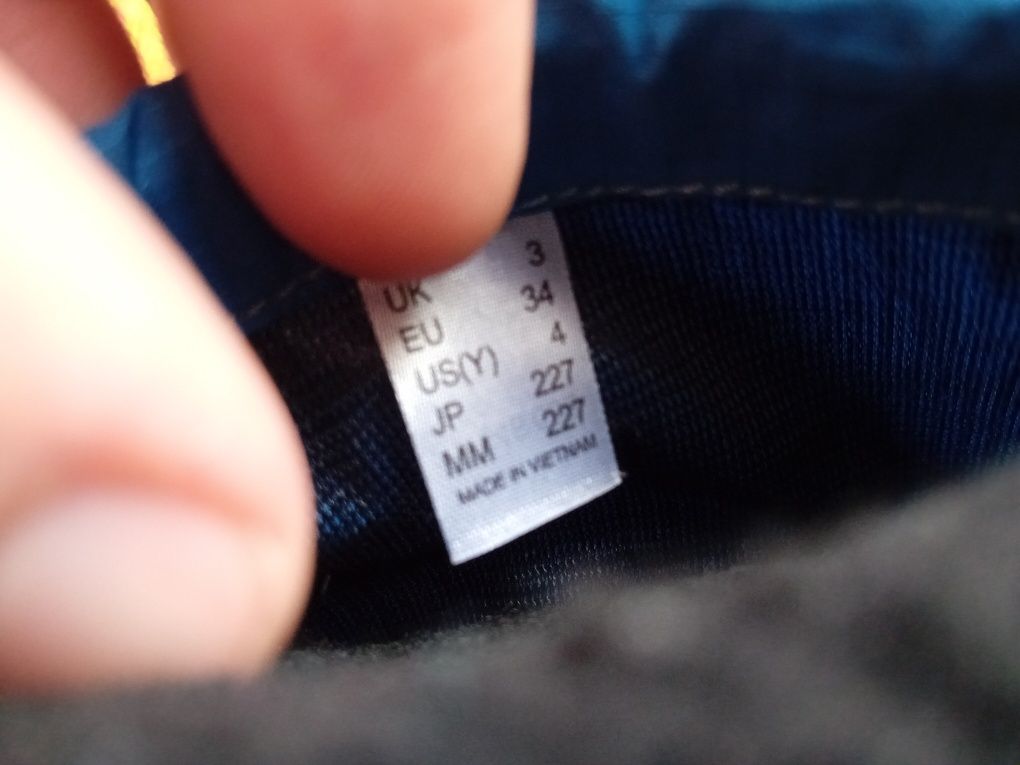 UK 3
EU 34
US(Y) 4
JP 227
MM 227
MADE IN VIETNAM